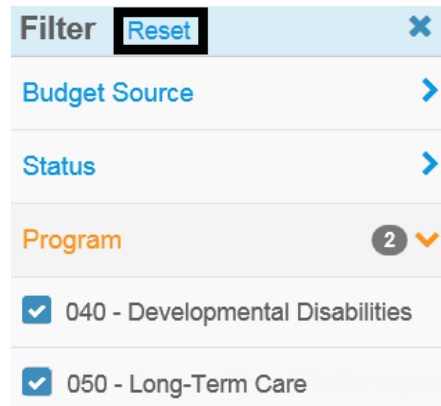 Filter Reset
Budget Source
Status
Program 2
040 - Developmental Disabilities
050 - Long-Term Care